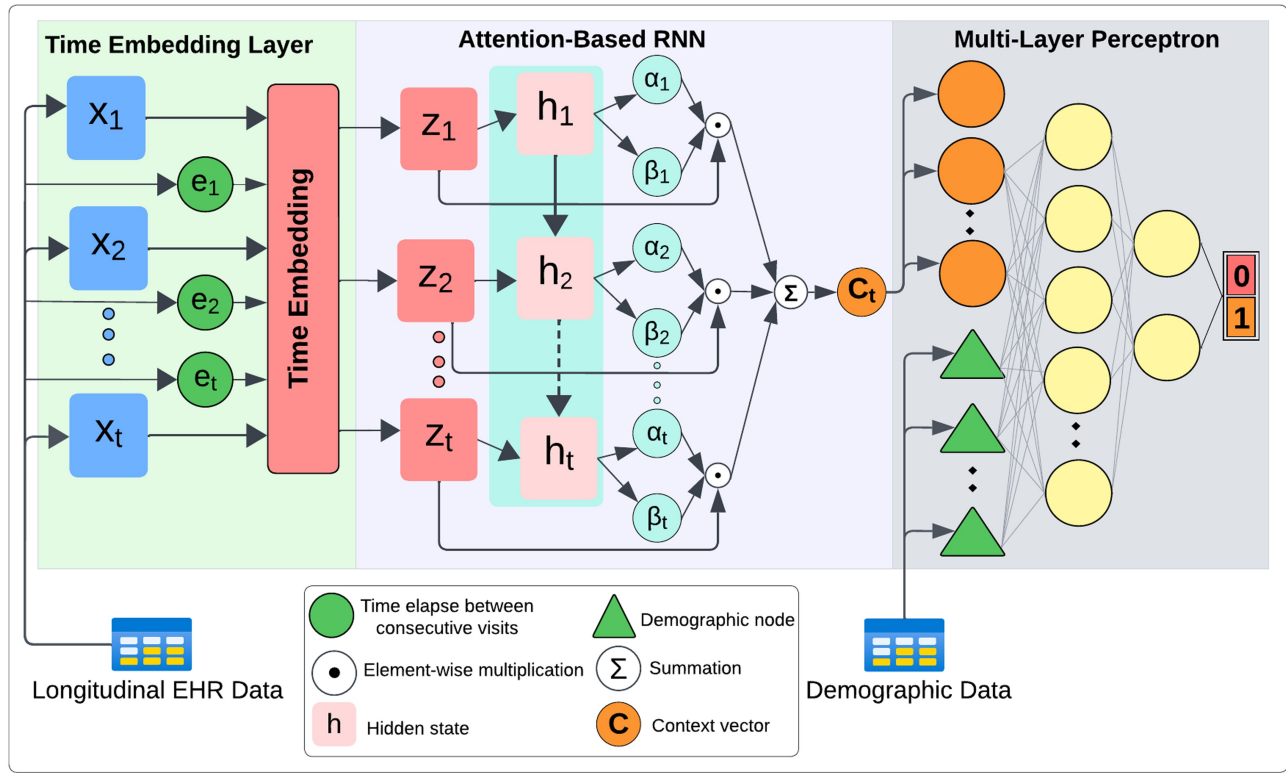 Time Embedding Layer
Attention-Based RNN
Multi-Layer Perceptron
x1
e1
x2
e2
et
xt
Time Embedding
z1
h1
α1
β1
z2
h2
α2
β2
zt
ht
αt
βt
Σ
Ct
0
1
Longitudinal EHR Data
Time elapse between
consecutive visits
Demographic node
Element-wise multiplication
Σ
Summation
h
Hidden state
C
Context vector
Demographic Data